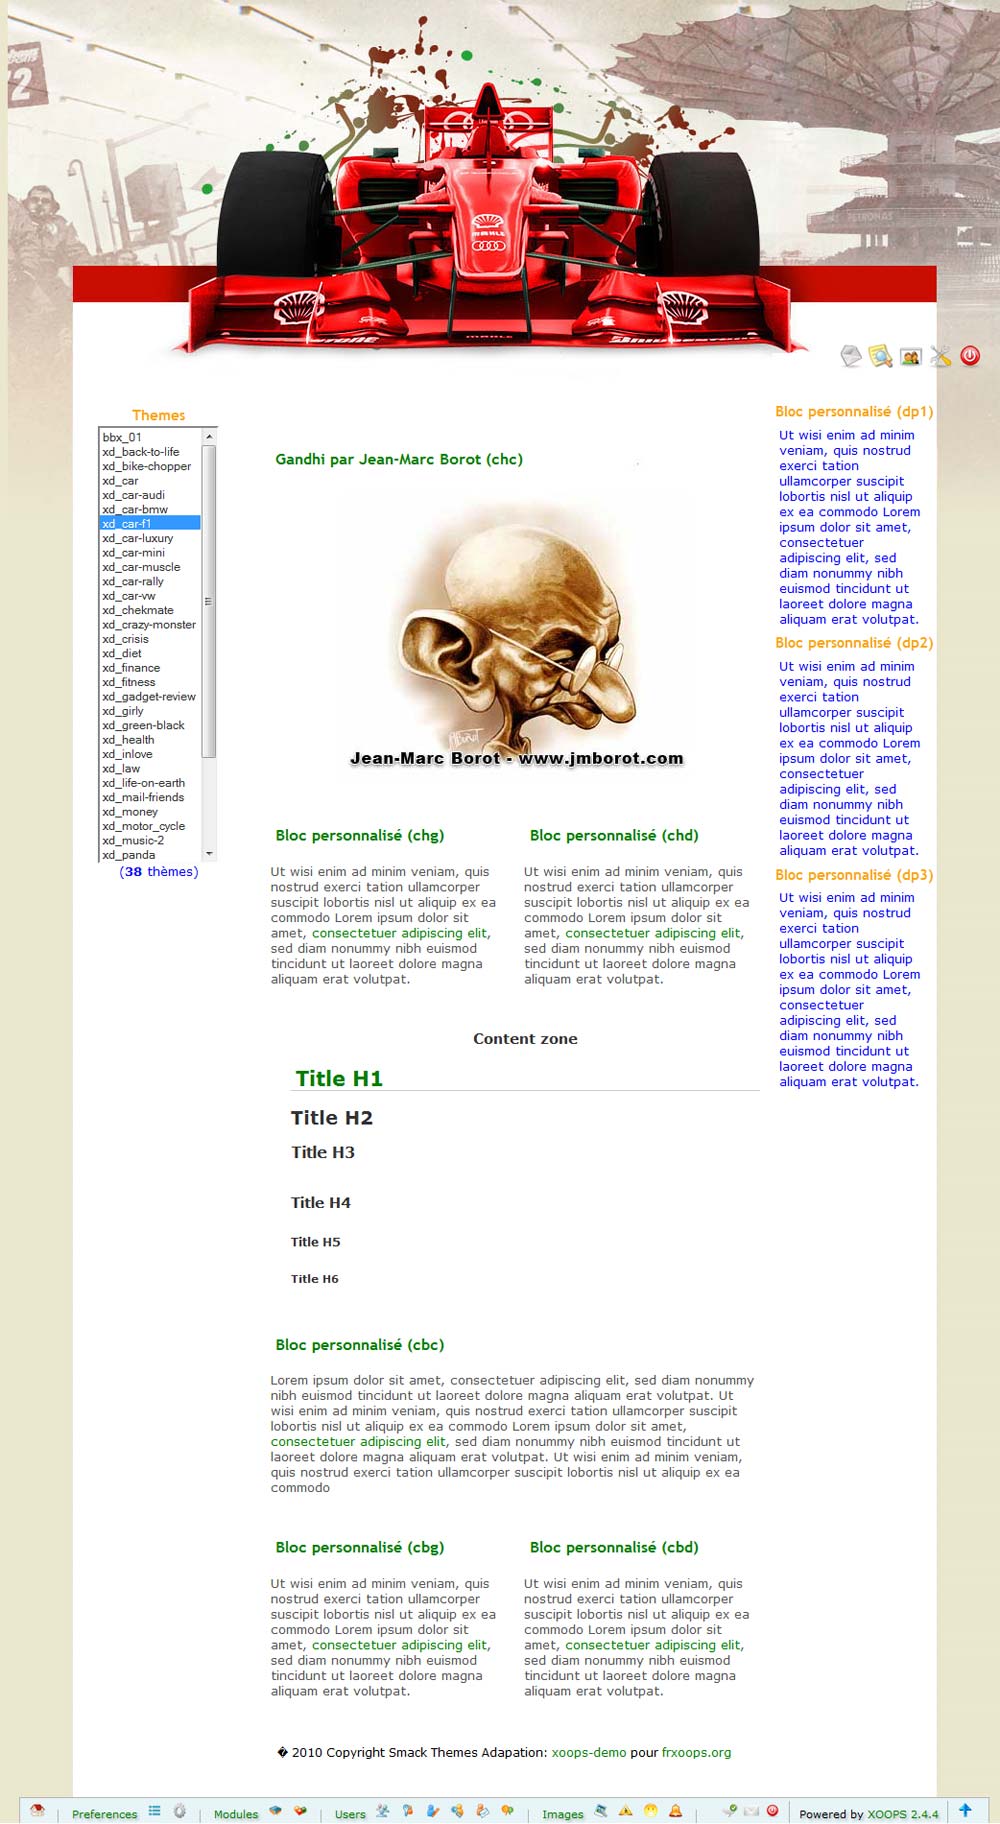 2
PETRONAS
MAHLE
MAHLE
Themes
bbx_01
xd_back-to-life
xd_bike-chopper
xd_car
xd_car-audi
xd_car-bmw
xd_car-f1
xd_car-luxury
xd_car-mini
xd_car-muscle
xd_car-rally
xd_car-vw
xd_chekmate
xd_crazy-monster
xd_crisis
xd_diet
xd_finance
xd_fitness
xd_gadget-review
xd_girly
xd_green-black
xd_health
xd_inlove
xd_law
xd_life-on-earth
xd_mail-friends
xd_money
xd_motor_cycle
xd_music-2
xd_panda
(38 thèmes)
Gandhi par Jean-Marc Borot (chc)
Jean-Marc Borot - www.jmborot.com
Bloc personnalisé (chg)
Ut wisi enim ad minim veniam, quis
nostrud exerci tation ullamcorper
suscipit lobortis nisl ut aliquip ex ea
commodo Lorem ipsum dolor sit
amet, consectetuer adipiscing elit,
sed diam nonummy nibh euismod
tincidunt ut laoreet dolore magna
aliquam erat volutpat.
Bloc personnalisé (chd)
Ut wisi enim ad minim veniam, quis
nostrud exerci tation ullamcorper
suscipit lobortis nisl ut aliquip ex ea
commodo Lorem ipsum dolor sit
amet, consectetuer adipiscing elit,
sed diam nonummy nibh euismod
tincidunt ut laoreet dolore magna
aliquam erat volutpat.
Content zone
Title H1
Title H2
Title H3
Title H4
Title H5
Title H6
Bloc personnalisé (cbc)
Lorem ipsum dolor sit amet, consectetuer adipiscing elit, sed diam nonummy
nibh euismod tincidunt ut laoreet dolore magna aliquam erat volutpat. Ut
wisi enim ad minim veniam, quis nostrud exerci tation ullamcorper suscipit
lobortis nisl ut aliquip ex ea commodo Lorem ipsum dolor sit amet,
consectetuer adipiscing elit, sed diam nonummy nibh euismod tincidunt ut
laoreet dolore magna aliquam erat volutpat. Ut wisi enim ad minim veniam,
quis nostrud exerci tation ullamcorper suscipit lobortis nisl ut aliquip ex ea
commodo
Bloc personnalisé (cbg)
Ut wisi enim ad minim veniam, quis
nostrud exerci tation ullamcorper
suscipit lobortis nisl ut aliquip ex ea
commodo Lorem ipsum dolor sit
amet, consectetuer adipiscing elit,
sed diam nonummy nibh euismod
tincidunt ut laoreet dolore magna
aliquam erat volutpat.
Bloc personnalisé (cbd)
Ut wisi enim ad minim veniam, quis
nostrud exerci tation ullamcorper
suscipit lobortis nisl ut aliquip ex ea
commodo Lorem ipsum dolor sit
amet, consectetuer adipiscing elit,
sed diam nonummy nibh euismod
tincidunt ut laoreet dolore magna
aliquam erat volutpat.
Bloc personnalisé (dp1)
Ut wisi enim ad minim
veniam, quis nostrud
exerci tation
ullamcorper suscipit
lobortis nisl ut aliquip
ex ea commodo Lorem
ipsum dolor sit amet,
consectetuer
adipiscing elit, sed
diam nonummy nibh
euismod tincidunt ut
laoreet dolore magna
aliquam erat volutpat.
Bloc personnalisé (dp2)
Ut wisi enim ad minim
veniam, quis nostrud
exerci tation
ullamcorper suscipit
lobortis nisl ut aliquip
ex ea commodo Lorem
ipsum dolor sit amet,
consectetuer
adipiscing elit, sed
diam nonummy nibh
euismod tincidunt ut
laoreet dolore magna
aliquam erat volutpat.
Bloc personnalisé (dp3)
Ut wisi enim ad minim
veniam, quis nostrud
exerci tation
ullamcorper suscipit
lobortis nisl ut aliquip
ex ea commodo Lorem
ipsum dolor sit amet,
consectetuer
adipiscing elit, sed
diam nonummy nibh
euismod tincidunt ut
laoreet dolore magna
aliquam erat volutpat.
� 2010 Copyright Smack Themes Adapation: xoops-demo pour frxoops.org
Preferences | Modules | Users | Images | Powered by XOOPS 2.4.4